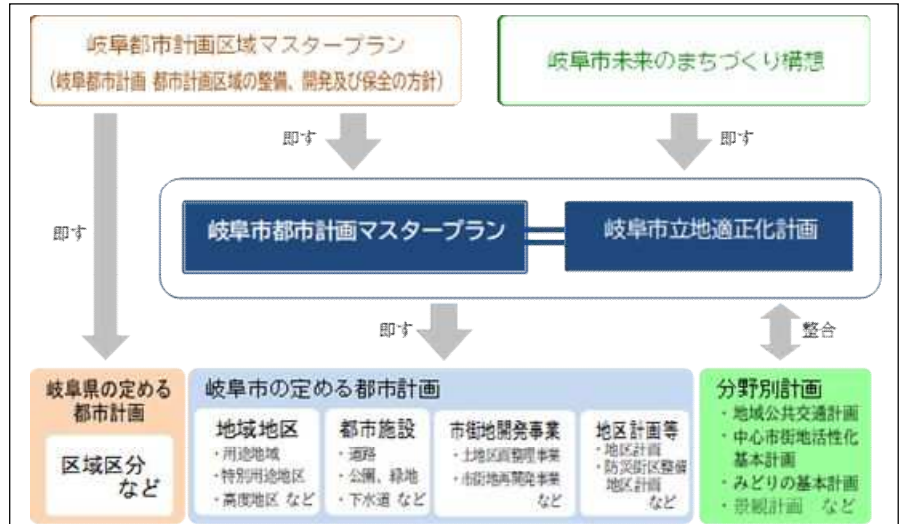 岐阜都市計画区域マスタープラン
(岐阜都市計画 都市計画区域の整備、開発及び保全の方針)
岐阜市未来のまちづくり構想
即す
即す
即す
岐阜市都市計画マスタープラン
岐阜市立地適正化計画
即す
整合
岐阜県の定める
都市計画
区域区分
など
岐阜市の定める都市計画
地域地区
・用途地域
・特別用途地区
・高度地区 など
都市施設
・道路
・公園、緑地
・下水道 など
市街地開発事業
・土地区画整理事業
・市街地再開発事業
など
地区計画等
・地区計画
・防災街区整備
地区計画
など
分野別計画
・地域公共交通計画
・中心市街地活性化
基本計画
・みどりの基本計画
・景観計画 など